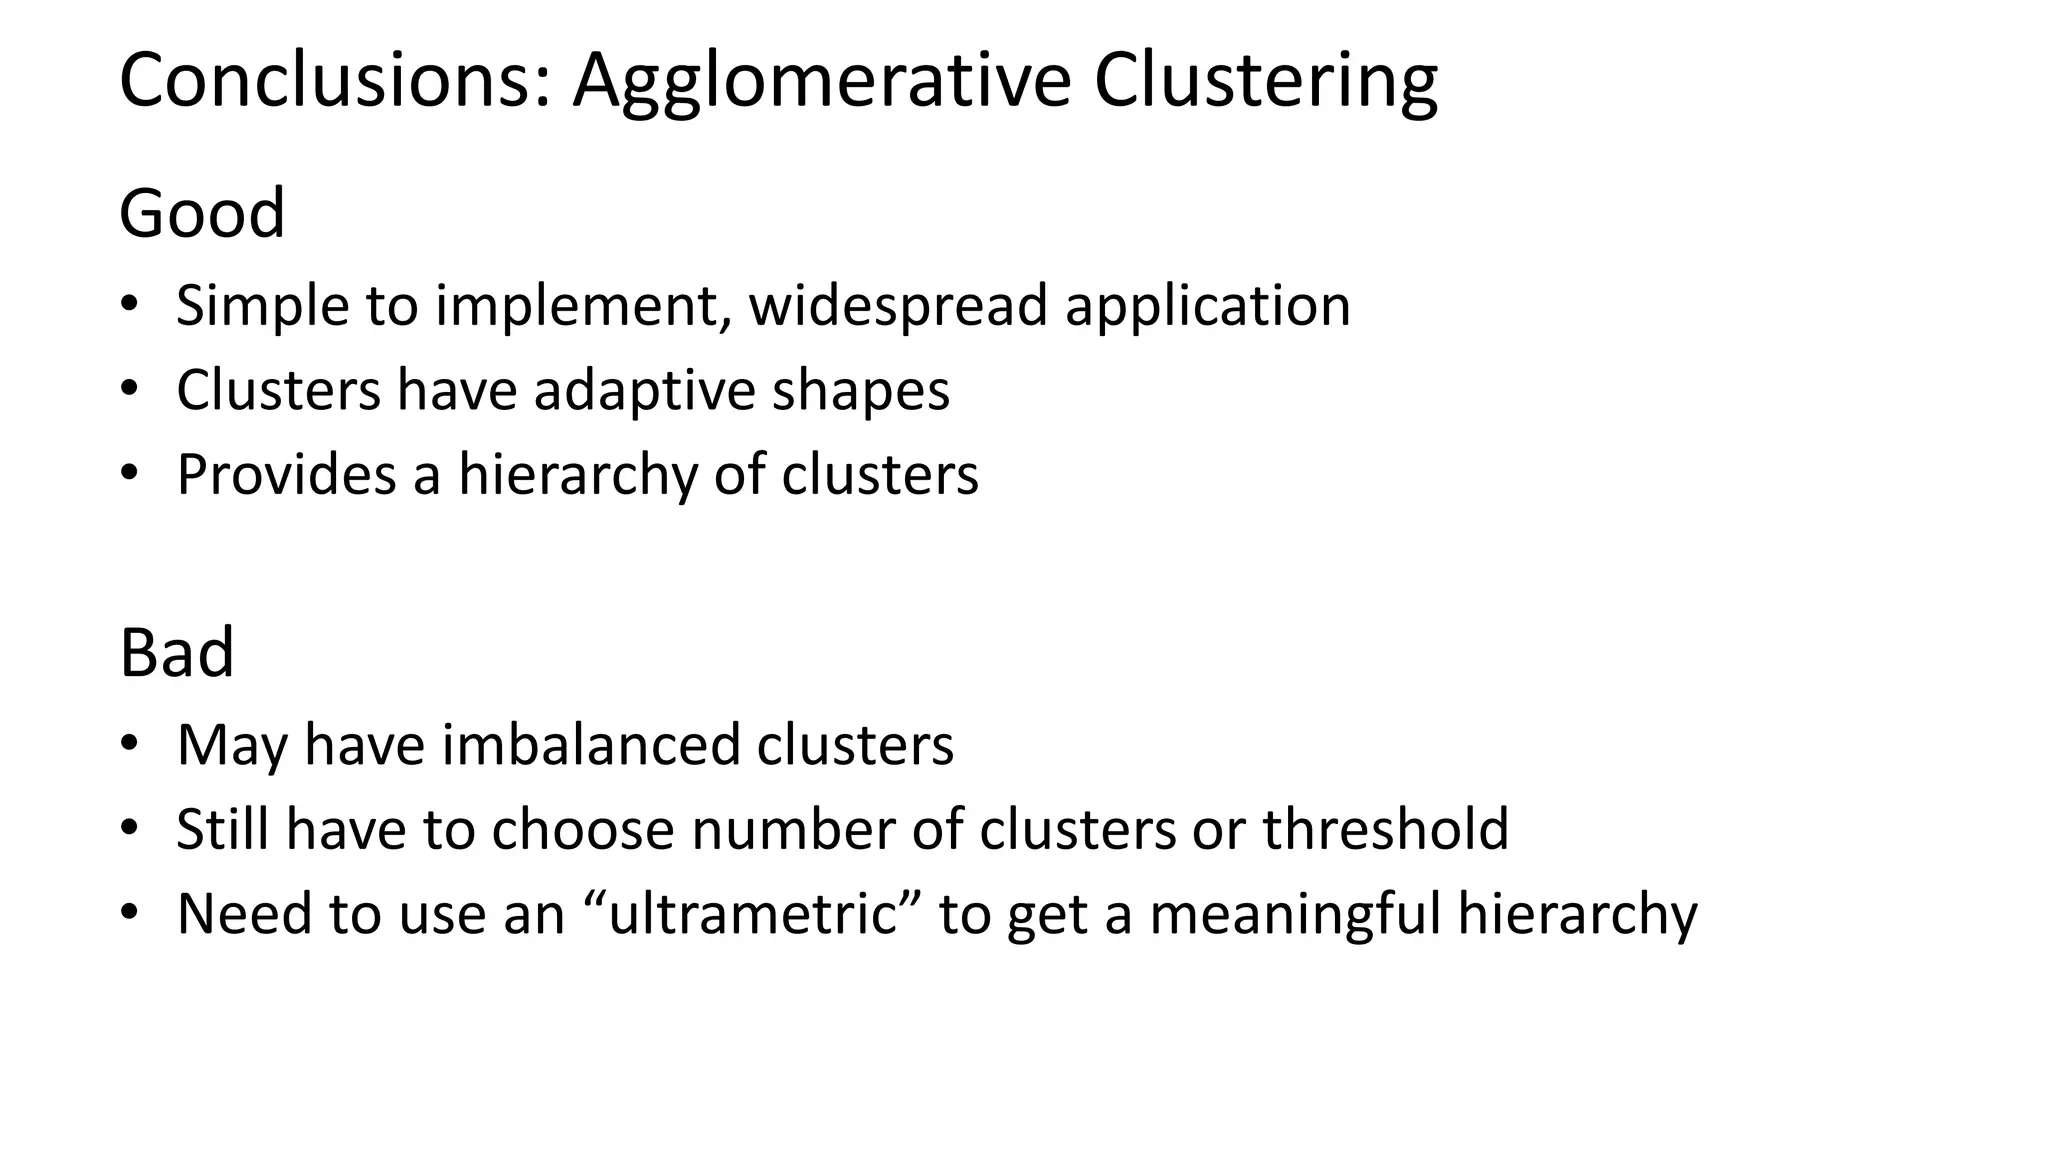 Conclusions: Agglomerative Clustering
Good
• Simple to implement, widespread application
• Clusters have adaptive shapes
• Provides a hierarchy of clusters
Bad
• May have imbalanced clusters
• Still have to choose number of clusters or threshold
• Need to use an “ultrametric” to get a meaningful hierarchy